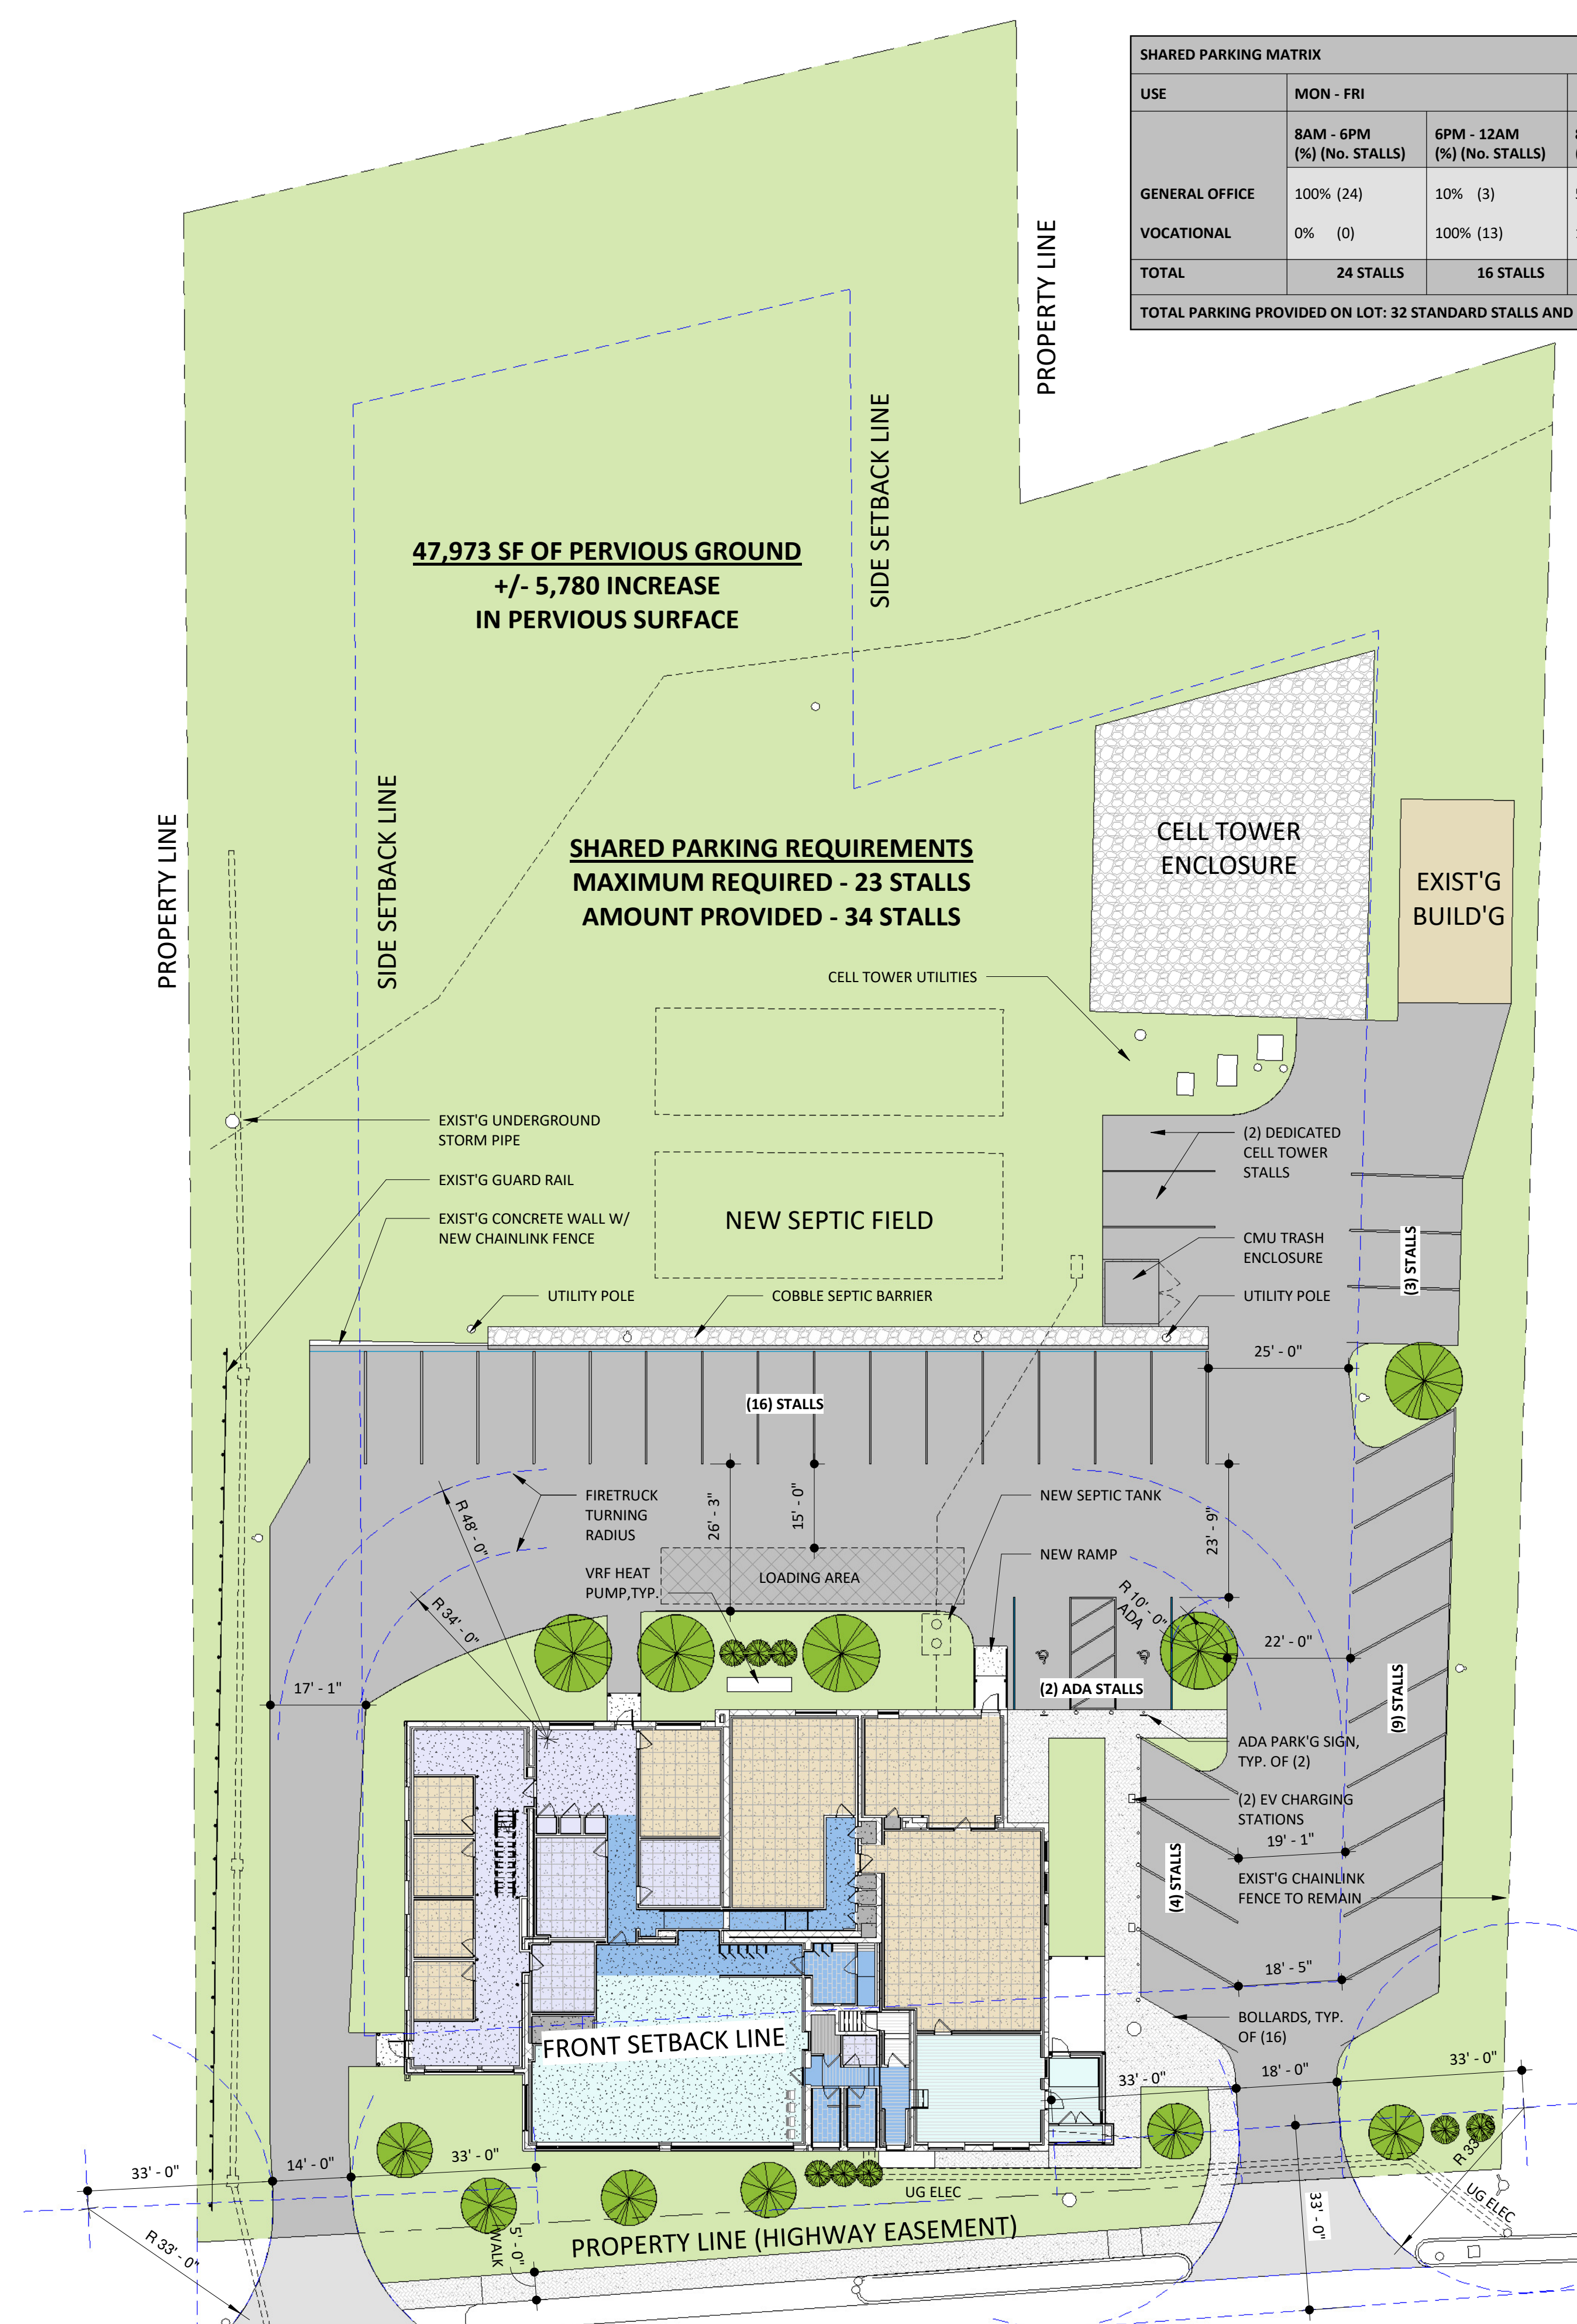 SHARED PARKING MATRIX
USE
MON - FRI
8AM - 6PM
(%) (No. STALLS)
6PM - 12AM
(%) (No. STALLS)
GENERAL OFFICE
100% (24)
10% (3)
VOCATIONAL
0% (0)
100% (13)
TOTAL
24 STALLS
16 STALLS
TOTAL PARKING PROVIDED ON LOT: 32 STANDARD STALLS AND
PROPERTY LINE
SIDE SETBACK LINE
47,973 SF OF PERVIOUS GROUND
+/- 5,780 INCREASE
IN PERVIOUS SURFACE
PROPERTY LINE
SIDE SETBACK LINE
SHARED PARKING REQUIREMENTS
MAXIMUM REQUIRED - 23 STALLS
AMOUNT PROVIDED - 34 STALLS
CELL TOWER
ENCLOSURE
EXIST'G
BUILD'G
CELL TOWER UTILITIES
EXIST'G UNDERGROUND
STORM PIPE
(2) DEDICATED
CELL TOWER
STALLS
EXIST'G GUARD RAIL
EXIST'G CONCRETE WALL W/
NEW CHAINLINK FENCE
NEW SEPTIC FIELD
CMU TRASH
ENCLOSURE
(3) STALLS
UTILITY POLE
COBBLE SEPTIC BARRIER
UTILITY POLE
25' - 0"
(16) STALLS
FIRETRUCK
TURNING
RADIUS
R 48' - 0"
26' - 3"
15' - 0"
NEW SEPTIC TANK
23' - 9"
NEW RAMP
VRF HEAT
PUMP,TYP.
LOADING AREA
R 34' - 0"
R 10' - 0"
ADA
22' - 0"
17' - 1"
(2) ADA STALLS
(9) STALLS
ADA PARK'G SIGN,
TYP. OF (2)
(2) EV CHARGING
STATIONS
19' - 1"
(4) STALLS
EXIST'G CHAINLINK
FENCE TO REMAIN
18' - 5"
BOLLARDS, TYP.
OF (16)
FRONT SETBACK LINE
33' - 0"
18' - 0"
33' - 0"
33' - 0"
14' - 0"
33' - 0"
R 33'
UG ELEC
UG ELEC
33' - 0"
R 33' - 0"
5' - 0"
WALK
PROPERTY LINE (HIGHWAY EASEMENT)